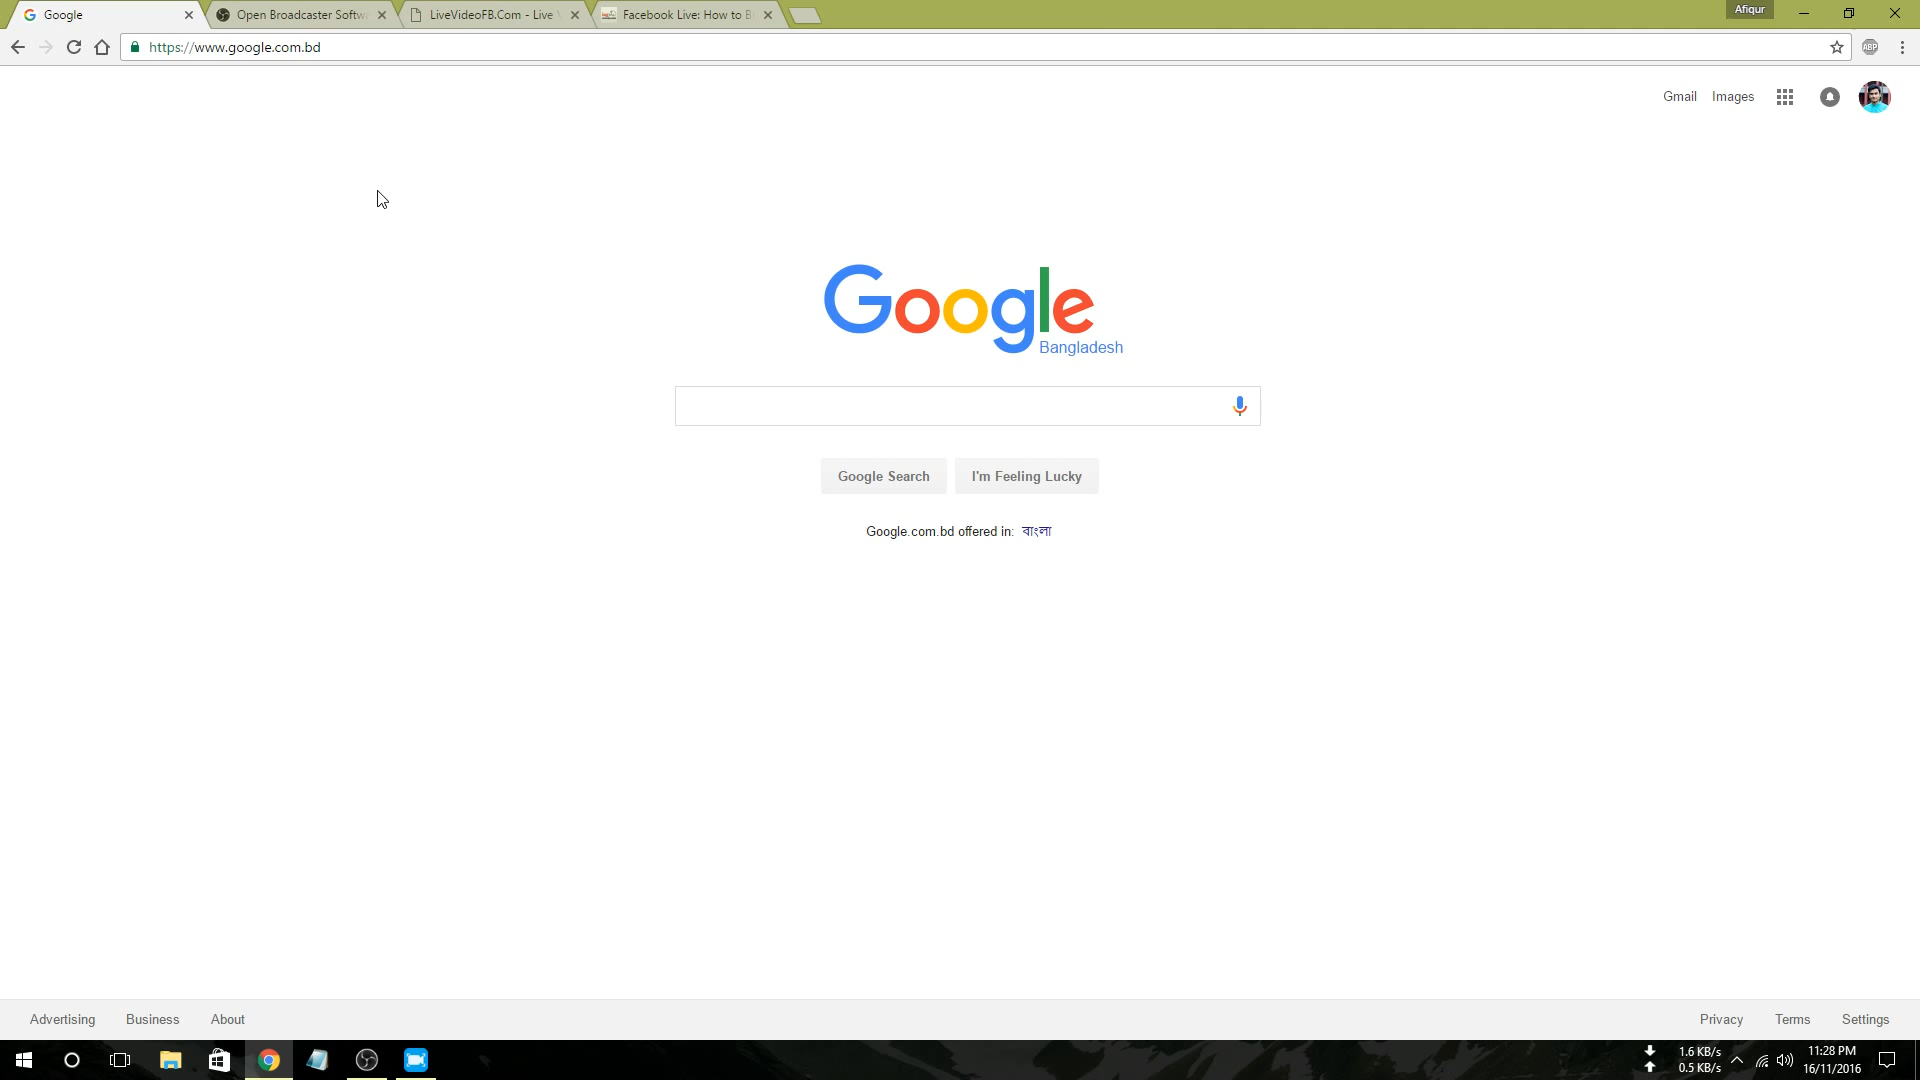 Google
Open Broadcaster Softw
LiveVideoFB.Com - Live
Facebook Live: How to B
Afiqur
https://www.google.com.bd
ABP
Gmail Images
Google
Bangladesh
Google Search I'm Feeling Lucky
Google.com.bd offered in: বাংলা
Advertising Business About
Privacy Terms Settings
1.6 KB/s
0.5 KB/s
11:28 PM
16/11/2016